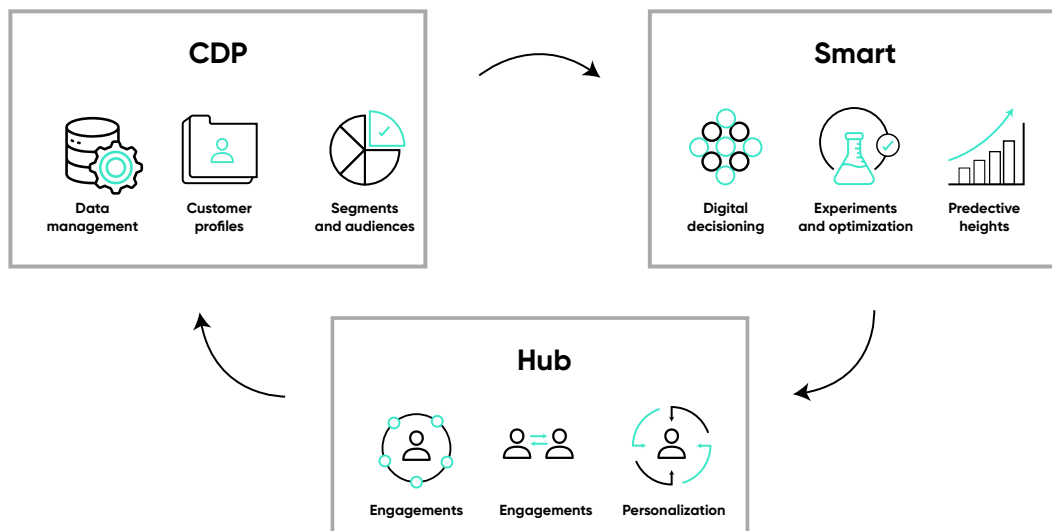 CDP
Data
management
Customer
profiles
Segments
and audiences
Smart
Digital
decisioning
Experiments
and optimization
Predective
heights
Hub
Engagements
Engagements
Personalization